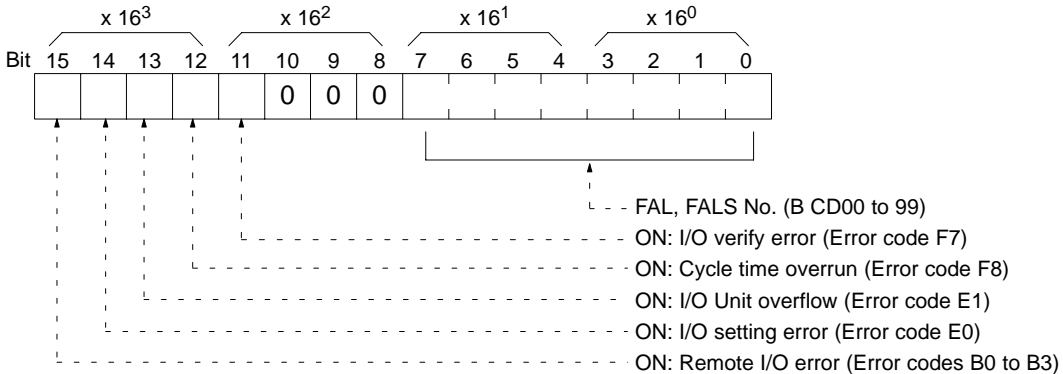 x 16³ x 16² x 16¹ x 16⁰
Bit 15 14 13 12 11 10 9 8 7 6 5 4 3 2 1 0
0 0 0
FAL, FALS No. (B CD00 to 99)
ON: I/O verify error (Error code F7)
ON: Cycle time overrun (Error code F8)
ON: I/O Unit overflow (Error code E1)
ON: I/O setting error (Error code E0)
ON: Remote I/O error (Error codes B0 to B3)